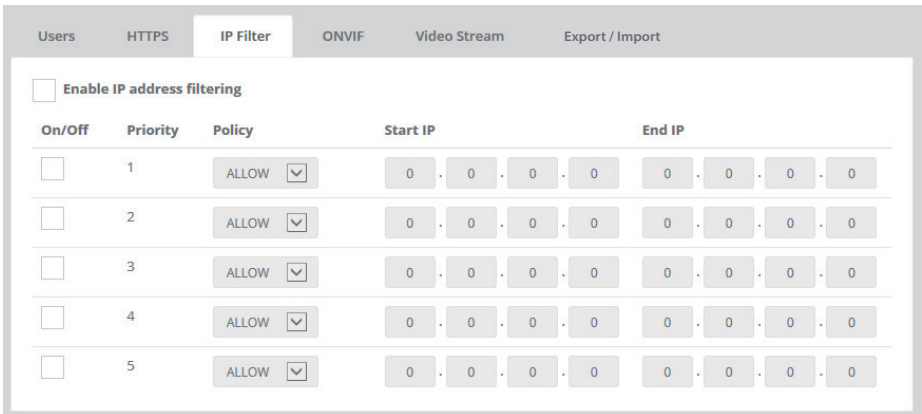 Users HTTPS IP Filter ONVIF Video Stream Export / Import
Enable IP address filtering
On/Off Priority Policy Start IP End IP
1 ALLOW 0 . 0 . 0 . 0 0 . 0 . 0 . 0
2 ALLOW 0 . 0 . 0 . 0 0 . 0 . 0 . 0
3 ALLOW 0 . 0 . 0 . 0 0 . 0 . 0 . 0
4 ALLOW 0 . 0 . 0 . 0 0 . 0 . 0 . 0
5 ALLOW 0 . 0 . 0 . 0 0 . 0 . 0 . 0